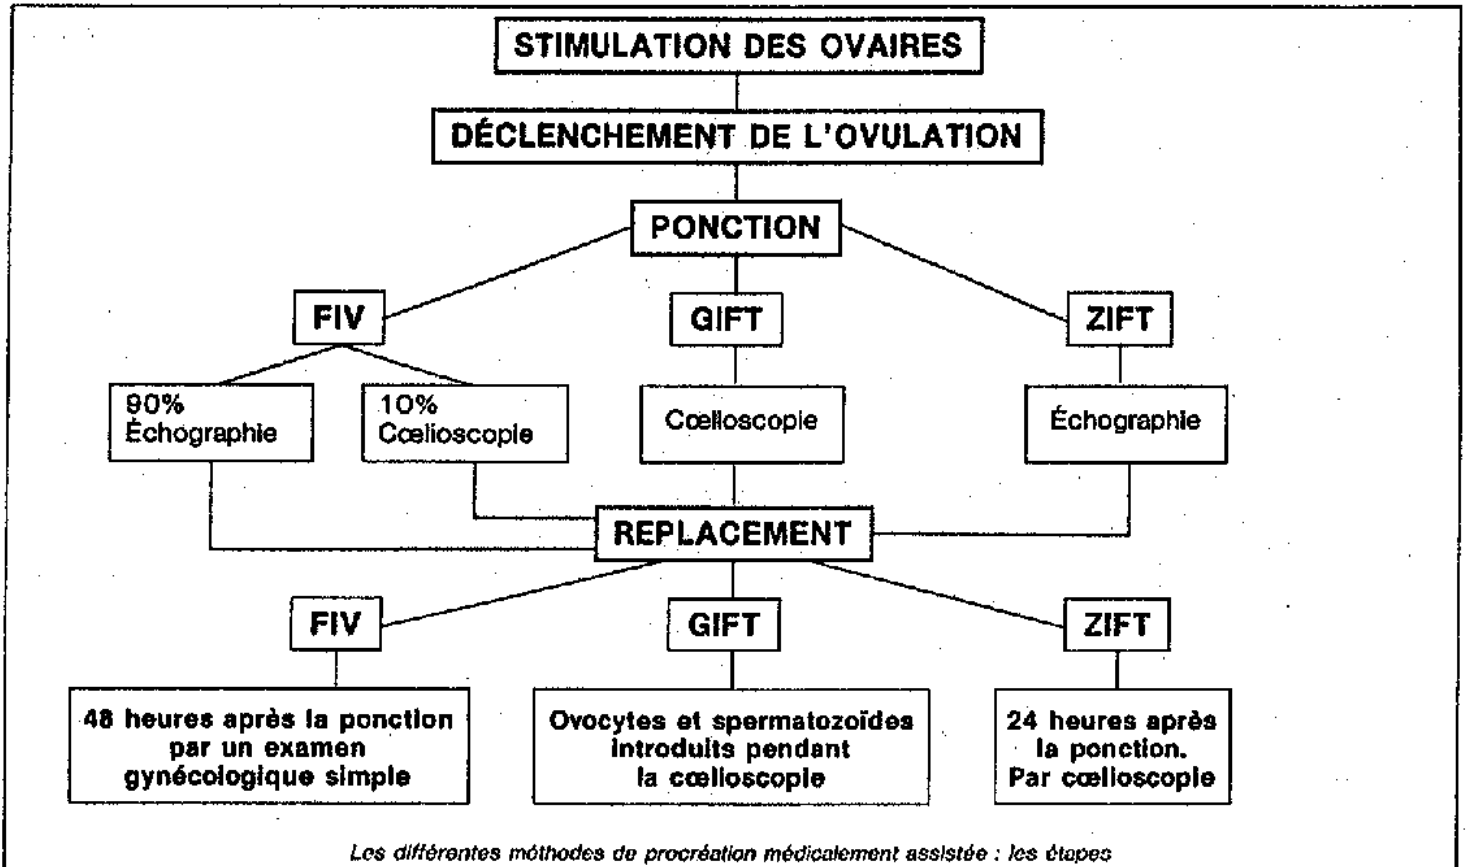 STIMULATION DES OVAIRES
DÉCLENCHEMENT DE L'OVULATION
PONCTION
FIV
GIFT
ZIFT
90%
Échographie
10%
Cœlioscopie
Cœlioscopie
Échographie
REPLACEMENT
FIV
GIFT
ZIFT
48 heures après la ponction
par un examen
gynécologique simple
Ovocytes et spermatozoïdes
introduits pendant
la cœlioscopie
24 heures après
la ponction.
Par cœlioscopie
Les différentes méthodes de procréation médicalement assistée : les étapes